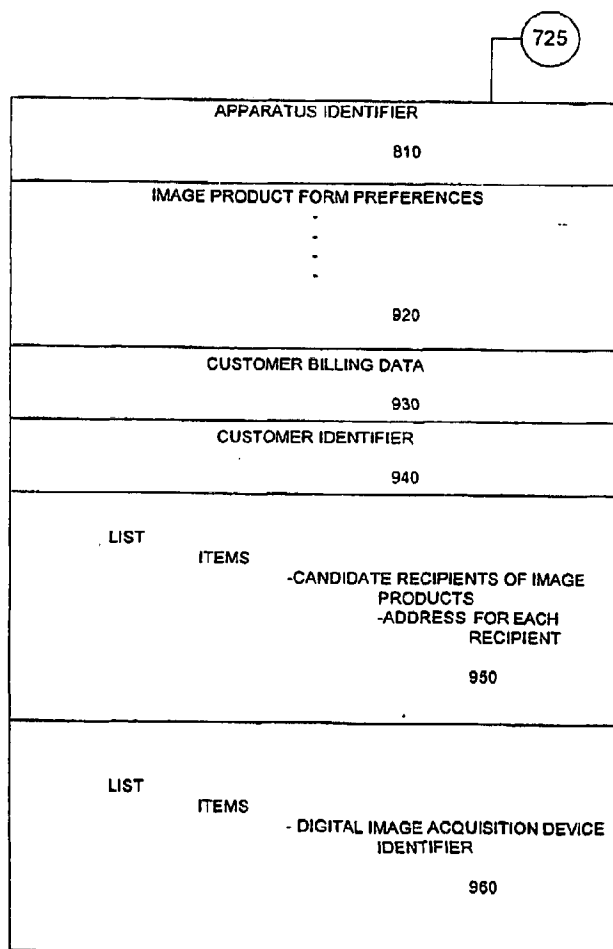 725
APPARATUS IDENTIFIER
810
IMAGE PRODUCT FORM PREFERENCES
920
CUSTOMER BILLING DATA
930
CUSTOMER IDENTIFIER
940
LIST
ITEMS
-CANDIDATE RECIPIENTS OF IMAGE
PRODUCTS
-ADDRESS FOR EACH
RECIPIENT
950
LIST
ITEMS
- DIGITAL IMAGE ACQUISITION DEVICE
IDENTIFIER
960